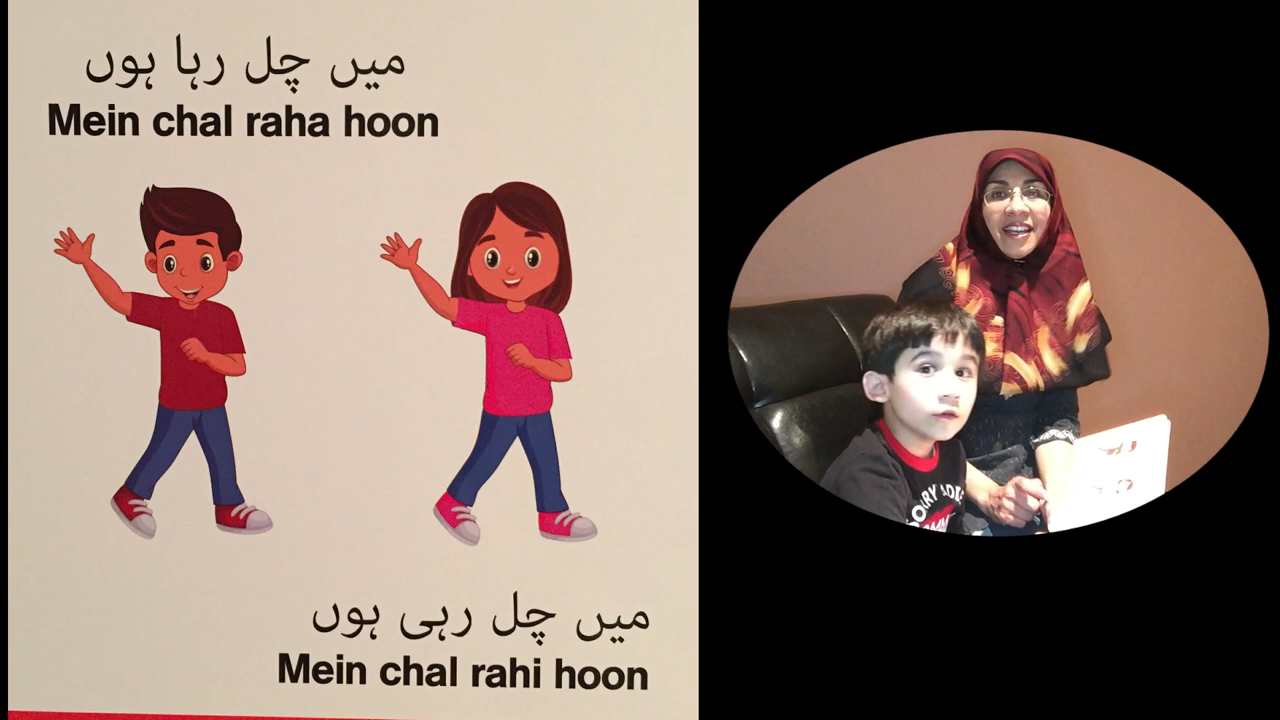 میں چل رہا ہوں
Mein chal raha hoon
میں چل رہی ہوں
Mein chal rahi hoon